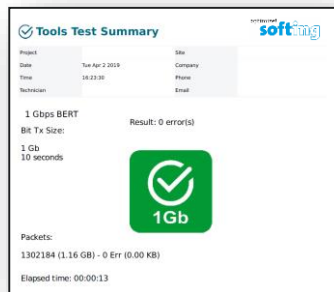 Tools Test Summary
softing
Project
Site
Date Tue Apr 2 2019
Company
Time 16:23:30
Phone
Technician
Email
1 Gbps BERT
Result: 0 error(s)
Bit Tx Size:
1 Gb
10 seconds
1Gb
Packets:
1302184 (1.16 GB) - 0 Err (0.00 KB)
Elapsed time: 00:00:13